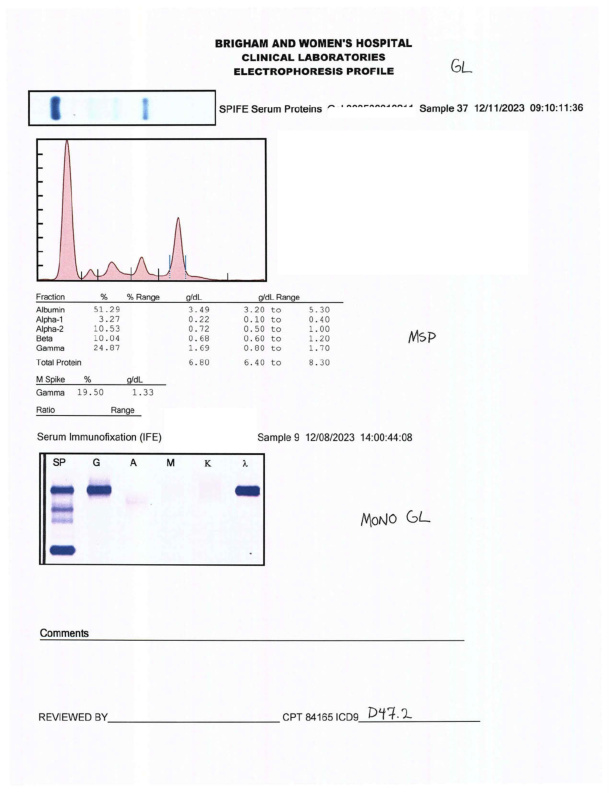 BRIGHAM AND WOMEN'S HOSPITAL
CLINICAL LABORATORIES
ELECTROPHORESIS PROFILE
GL
SPIFE Serum Proteins Sample 37 12/11/2023 09:10:11:36
Fraction % % Range g/dL g/dL Range
Albumin 51.29 3.49 3.20 to 5.30
Alpha-1 3.27 0.22 0.10 to 0.40
Alpha-2 10.53 0.72 0.50 to 1.00
Beta 10.04 0.68 0.60 to 1.20
Gamma 24.87 1.69 0.80 to 1.70
MSP
Total Protein 6.80 6.40 to 8.30
M Spike % g/dL
Gamma 19.50 1.33
Ratio Range
Serum Immunofixation (IFE) Sample 9 12/08/2023 14:00:44:08
SP G A M K λ
MONO GL
Comments
REVIEWED BY CPT 84165 ICD9 D47.2